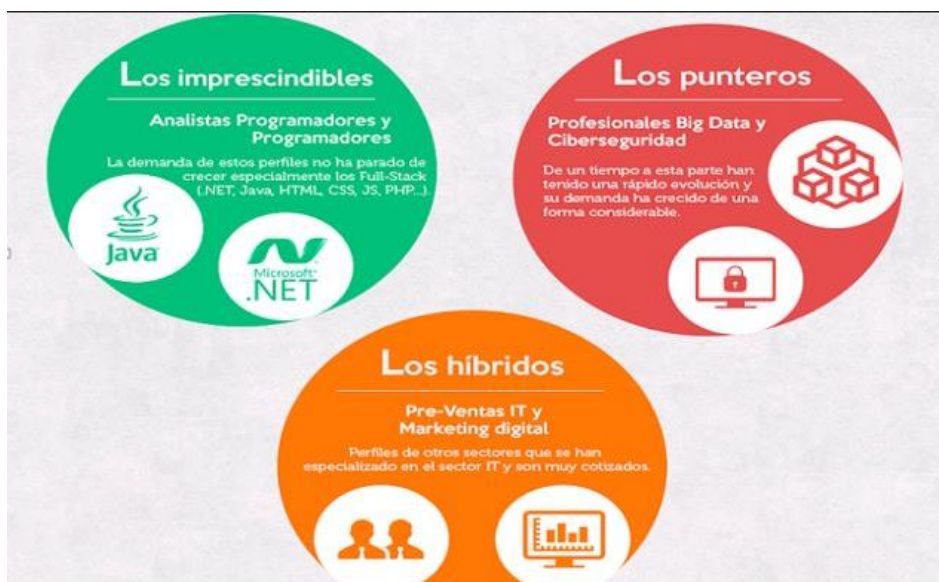 Los imprescindibles
Analistas Programadores y
Programadores
La demanda de estos perfiles no ha parado de
crecer especialmente los Full-Stack
(.NET, Java, HTML, CSS, JS, PHP...).
Java
Microsoft
.NET
Los punteros
Profesionales Big Data y
Ciberseguridad
De un tiempo a esta parte han
tenido una rápido evolución y
su demanda ha crecido de una
forma considerable.
Los híbridos
Pre-Ventas IT y
Marketing digital
Perfiles de otros sectores que se han
especializado en el sector IT y son muy cotizados.